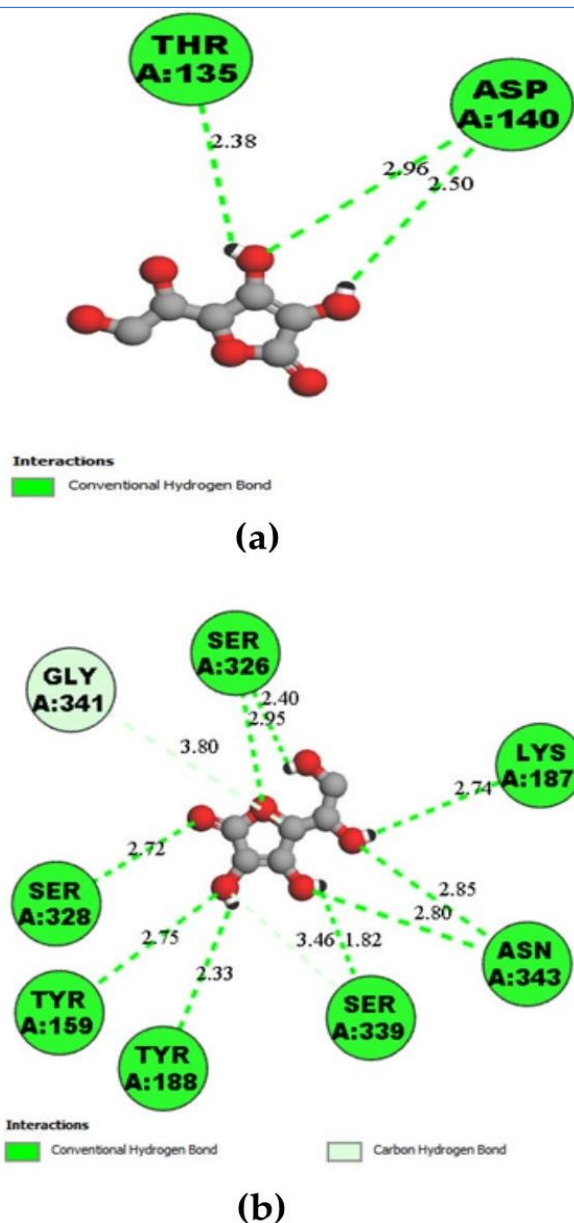 THR
A:135
ASP
A:140
2.38
2.96
2.50
Interactions
Conventional Hydrogen Bond
(a)
SER
A:326
GLY
A:341
2.40
2.95
3.80
LYS
A:187
2.74
2.72
SER
A:328
2.85
2.80
2.75
3.46 1.82
ASN
A:343
2.33
TYR
A:159
SER
A:339
TYR
A:188
Interactions
Conventional Hydrogen Bond
Carbon Hydrogen Bond
(b)